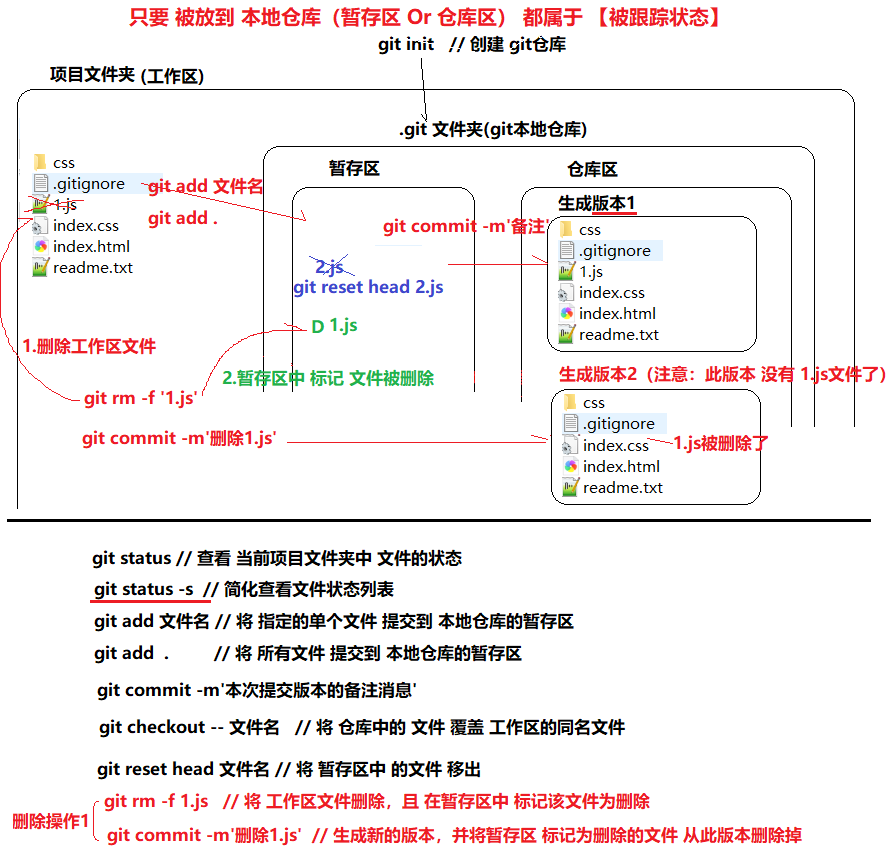 只要 被放到 本地仓库（暂存区 Or 仓库区） 都属于 【被跟踪状态】
git init // 创建 git仓库
项目文件夹 (工作区)
.git 文件夹(git本地仓库)
暂存区
仓库区
css
.gitignore
1.js
index.css
index.html
readme.txt
git add 文件名
git add .
2.js
git reset head 2.js
D 1.js
git commit -m'备注'
生成版本1
css
.gitignore
1.js
index.css
index.html
readme.txt
1.删除工作区文件
2.暂存区中 标记 文件被删除
git rm -f '1.js'
git commit -m'删除1.js'
生成版本2（注意：此版本 没有 1.js文件了）
css
.gitignore
index.css
index.html
readme.txt
1.js被删除了
git status // 查看 当前项目文件夹中 文件的状态
git status -s // 简化查看文件状态列表
git add 文件名 // 将 指定的单个文件 提交到 本地仓库的暂存区
git add . // 将 所有文件 提交到 本地仓库的暂存区
git commit -m'本次提交版本的备注消息'
git checkout -- 文件名 // 将 仓库中的 文件 覆盖 工作区的同名文件
git reset head 文件名 // 将 暂存区中 的文件 移出
删除操作1
git rm -f 1.js // 将 工作区文件删除，且 在暂存区中 标记该文件为删除
git commit -m'删除1.js' // 生成新的版本，并将暂存区 标记为删除的文件 从此版本删除掉